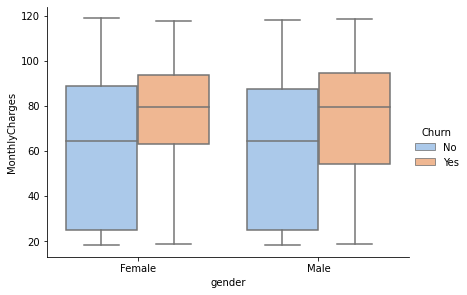 120
100
80
60
40
20
MonthlyCharges
Female
Male
gender
Churn
No
Yes